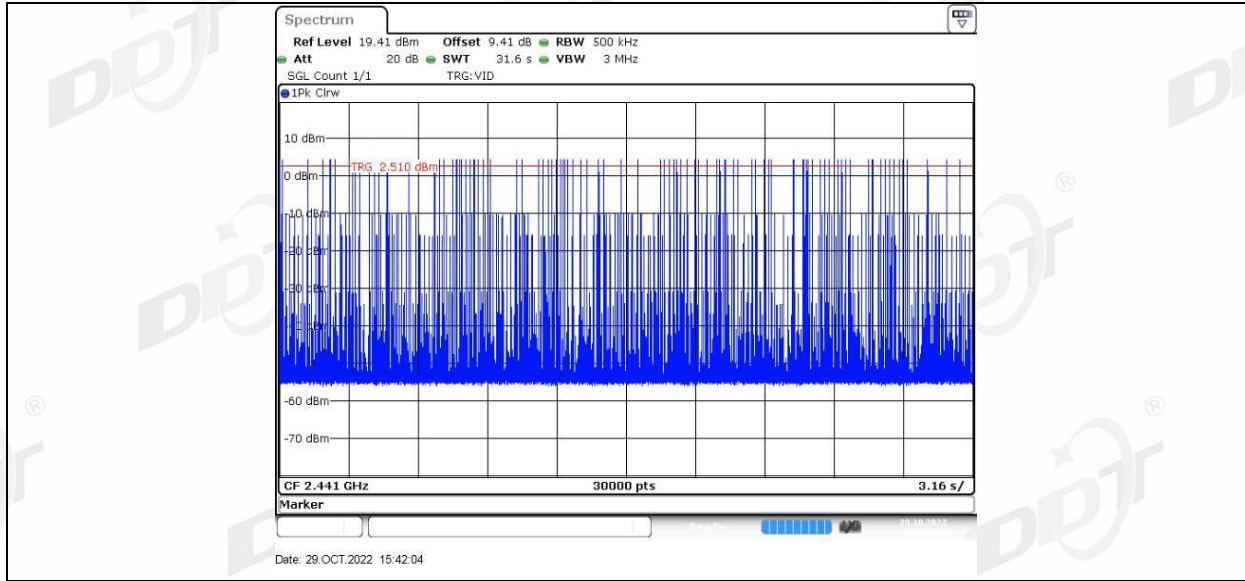 Spectrum
Ref Level 19.41 dBm Offset 9.41 dB RBW 500 kHz
Att 20 dB SWT 31.6 s VBW 3 MHz
SGL Count 1/1 TRG:VID
1Pk Clrw
10 dBm
TRG 2.510 dBm
0 dBm
-10 dBm
-20 dBm
-30 dBm
-60 dBm
-70 dBm
CF 2.441 GHz 30000 pts 3.16 s/
Marker
Ready 29.10.2022
Date: 29.OCT.2022 15:42:04
DDT
®